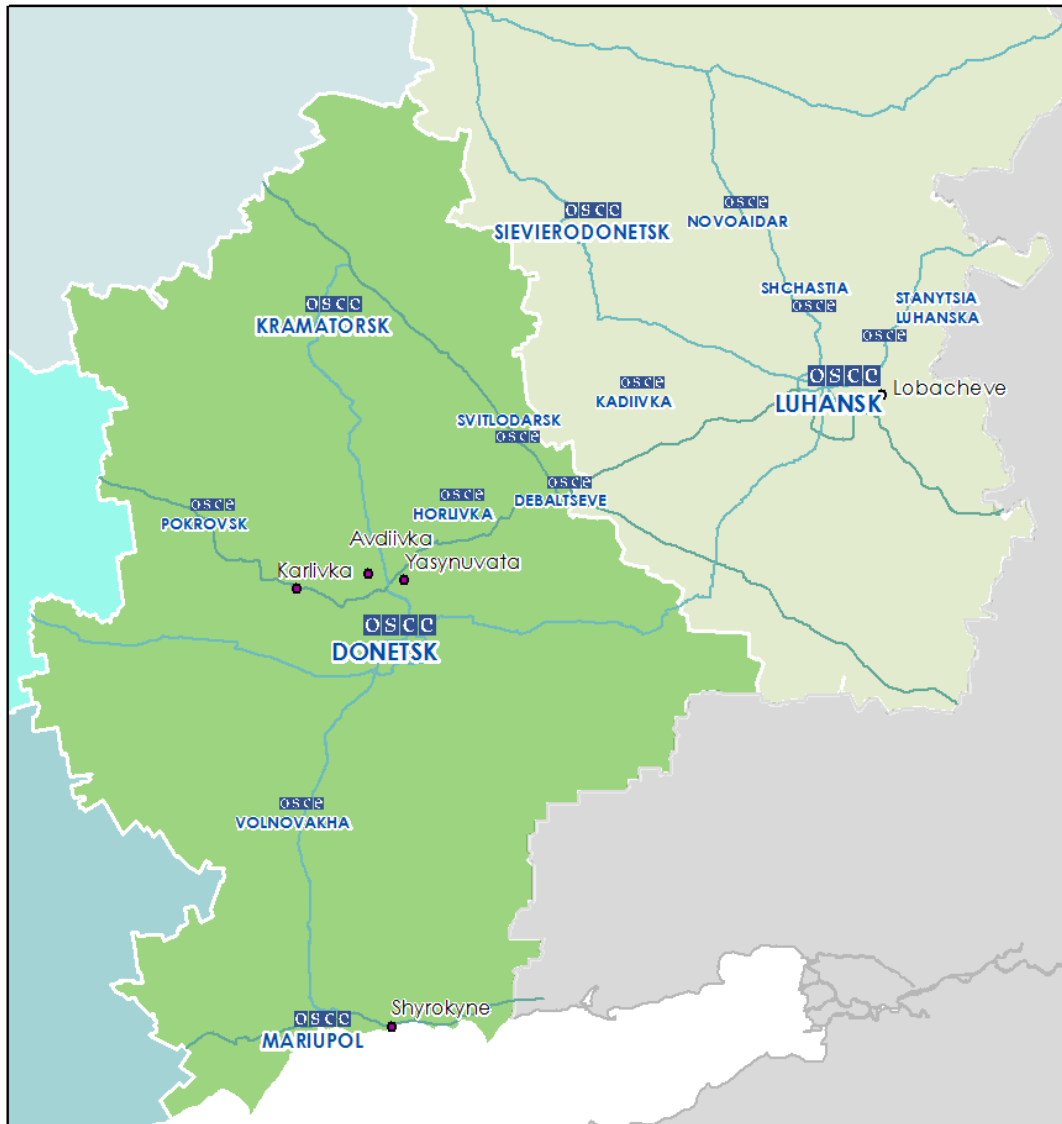 osce
NOVOAIDAR
osce
SIEVIERODONETSK
SHCHASTIA
osce
STANYTSIA
LUHANSKA
osce
osce
KRAMATORSK
osce
LUHANSK
Lobacheve
osce
KADIIVKA
SVITLODARSK
osce
osce
DEBALTSEVE
osce
HORLIVKA
osce
POKROVSK
Avdiivka
Yasynuvata
Karlivka
osce
DONETSK
osce
VOLNOVAKHA
Shyrokyne
osce
MARIUPOL